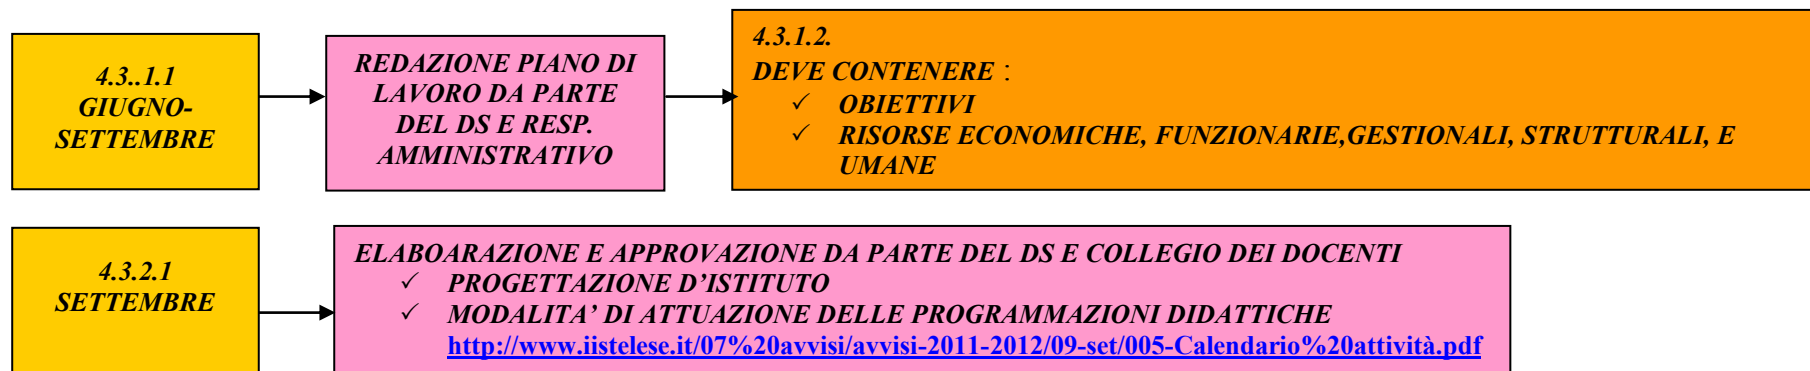 4.3..1.1
GIUGNO-
SETTEMBRE
REDAZIONE PIANO DI
LAVORO DA PARTE
DEL DS E RESP.
AMMINISTRATIVO
4.3.1.2.
DEVE CONTENERE :
✓ OBIETTIVI
✓ RISORSE ECONOMICHE, FUNZIONARIE,GESTIONALI, STRUTTURALI, E
UMANE
4.3.2.1
SETTEMBRE
ELABOARAZIONE E APPROVAZIONE DA PARTE DEL DS E COLLEGIO DEI DOCENTI
✓ PROGETTAZIONE D’ISTITUTO
✓ MODALITA’ DI ATTUAZIONE DELLE PROGRAMMAZIONI DIDATTICHE
http://www.iistelese.it/07%20avvisi/avvisi-2011-2012/09-set/005-Calendario%20attività.pdf